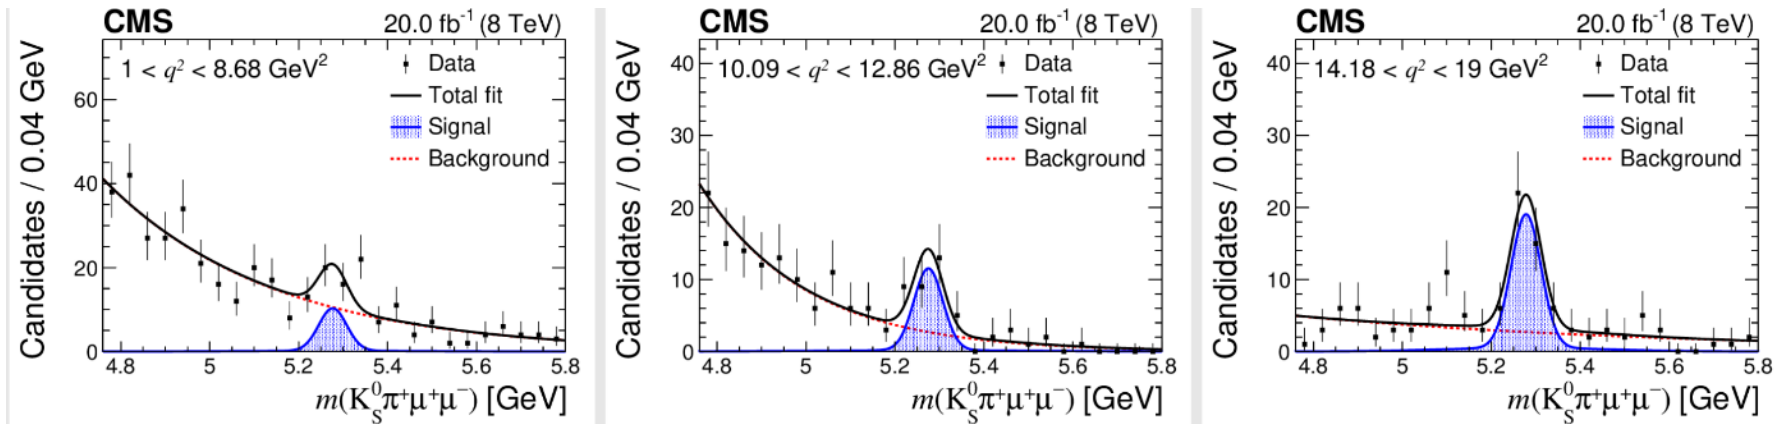 CMS 20.0 fb⁻¹ (8 TeV)
1 < q² < 8.68 GeV²
Data
Total fit
Signal
Background
Candidates / 0.04 GeV
60
40
20
0
4.8 5 5.2 5.4 5.6 5.8
m(K⁰_Sπ⁺μ⁺μ⁻) [GeV]
CMS 20.0 fb⁻¹ (8 TeV)
10.09 < q² < 12.86 GeV²
Data
Total fit
Signal
Background
Candidates / 0.04 GeV
40
30
20
10
0
4.8 5 5.2 5.4 5.6 5.8
m(K⁰_Sπ⁺μ⁺μ⁻) [GeV]
CMS 20.0 fb⁻¹ (8 TeV)
14.18 < q² < 19 GeV²
Data
Total fit
Signal
Background
Candidates / 0.04 GeV
40
30
20
10
0
4.8 5 5.2 5.4 5.6 5.8
m(K⁰_Sπ⁺μ⁺μ⁻) [GeV]